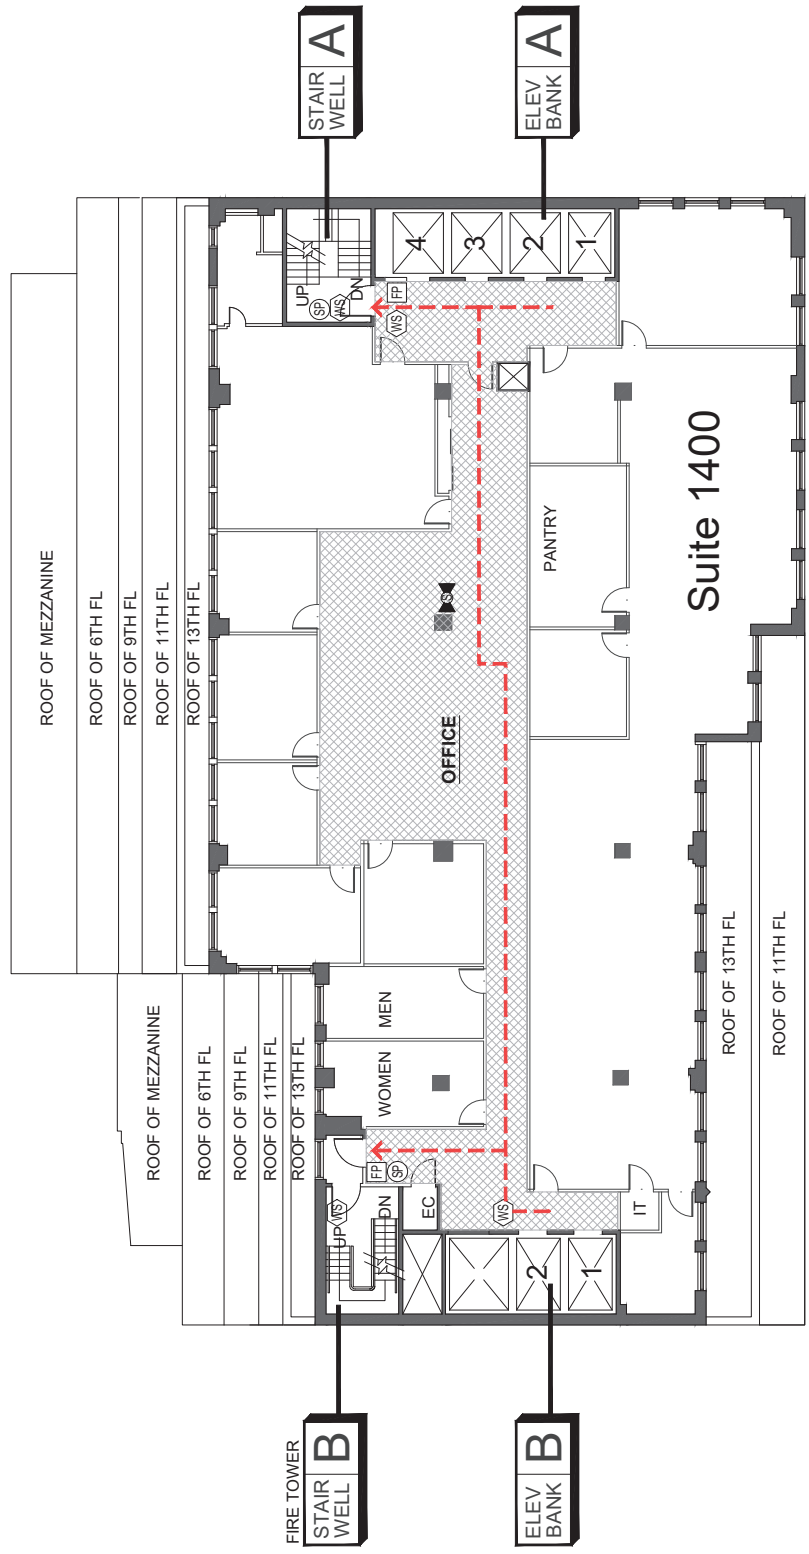 ROOF OF MEZZANINE
ROOF OF 6TH FL
ROOF OF 9TH FL
ROOF OF 11TH FL
ROOF OF 13TH FL
ROOF OF MEZZANINE
ROOF OF 6TH FL
ROOF OF 9TH FL
ROOF OF 11TH FL
ROOF OF 13TH FL
FIRE TOWER
STAIR
WELL
B
STAIR
WELL
A
UP
DN
WS
FP
SP
WOMEN
MEN
UP
DN
SP
WS
FP
WS
4
3
2
1
ELEV
BANK
A
EC
WS
OFFICE
S
PANTRY
Suite 1400
IT
2
1
ELEV
BANK
B
ROOF OF 13TH FL
ROOF OF 11TH FL